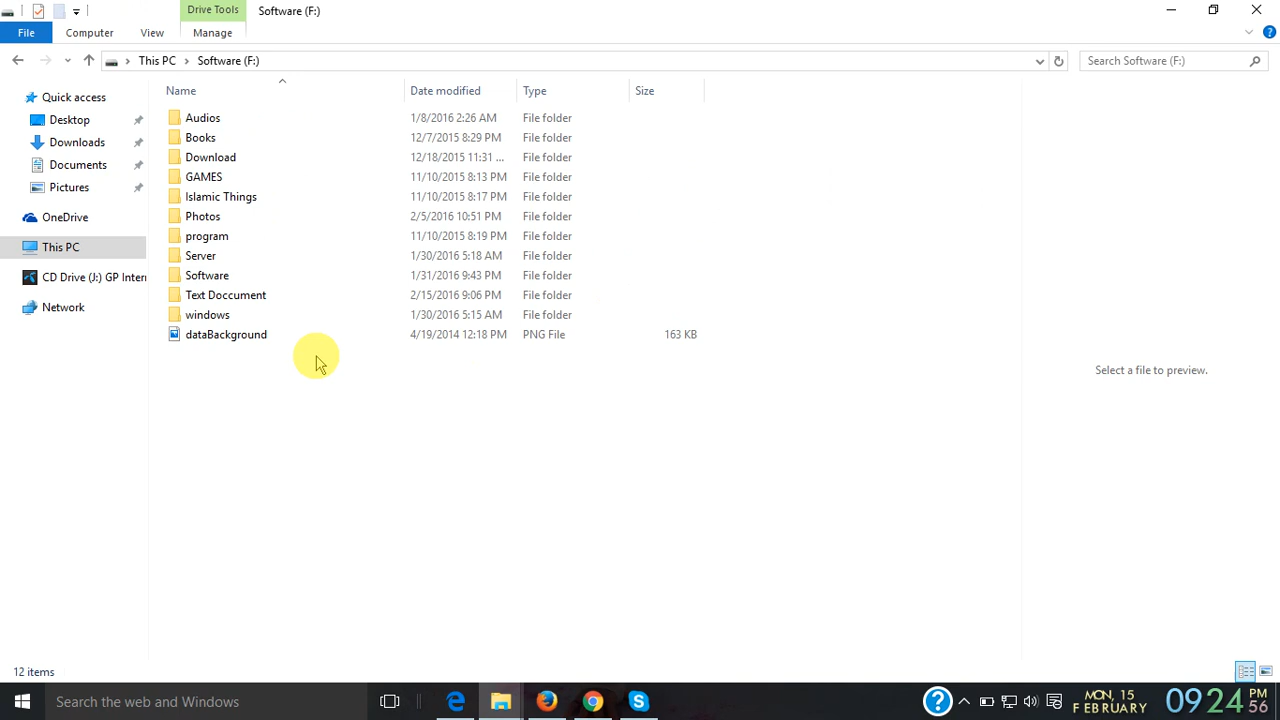 Drive Tools Software (F:)
File Computer View Manage
This PC Software (F:) Search Software (F:)
Name Date modified Type Size
Quick access
Desktop
Downloads
Documents
Pictures
OneDrive
This PC
CD Drive (J:) GP Inter
Network
Audios 1/8/2016 2:26 AM File folder
Books 12/7/2015 8:29 PM File folder
Download 12/18/2015 11:31 ... File folder
GAMES 11/10/2015 8:13 PM File folder
Islamic Things 11/10/2015 8:17 PM File folder
Photos 2/5/2016 10:51 PM File folder
program 11/10/2015 8:19 PM File folder
Server 1/30/2016 5:18 AM File folder
Software 1/31/2016 9:43 PM File folder
Text Doccument 2/15/2016 9:06 PM File folder
windows 1/30/2016 5:15 AM File folder
dataBackground 4/19/2014 12:18 PM PNG File 163 KB
Select a file to preview.
12 items
Search the web and Windows
MON, 15
FEBRUARY
09 24 PM
56